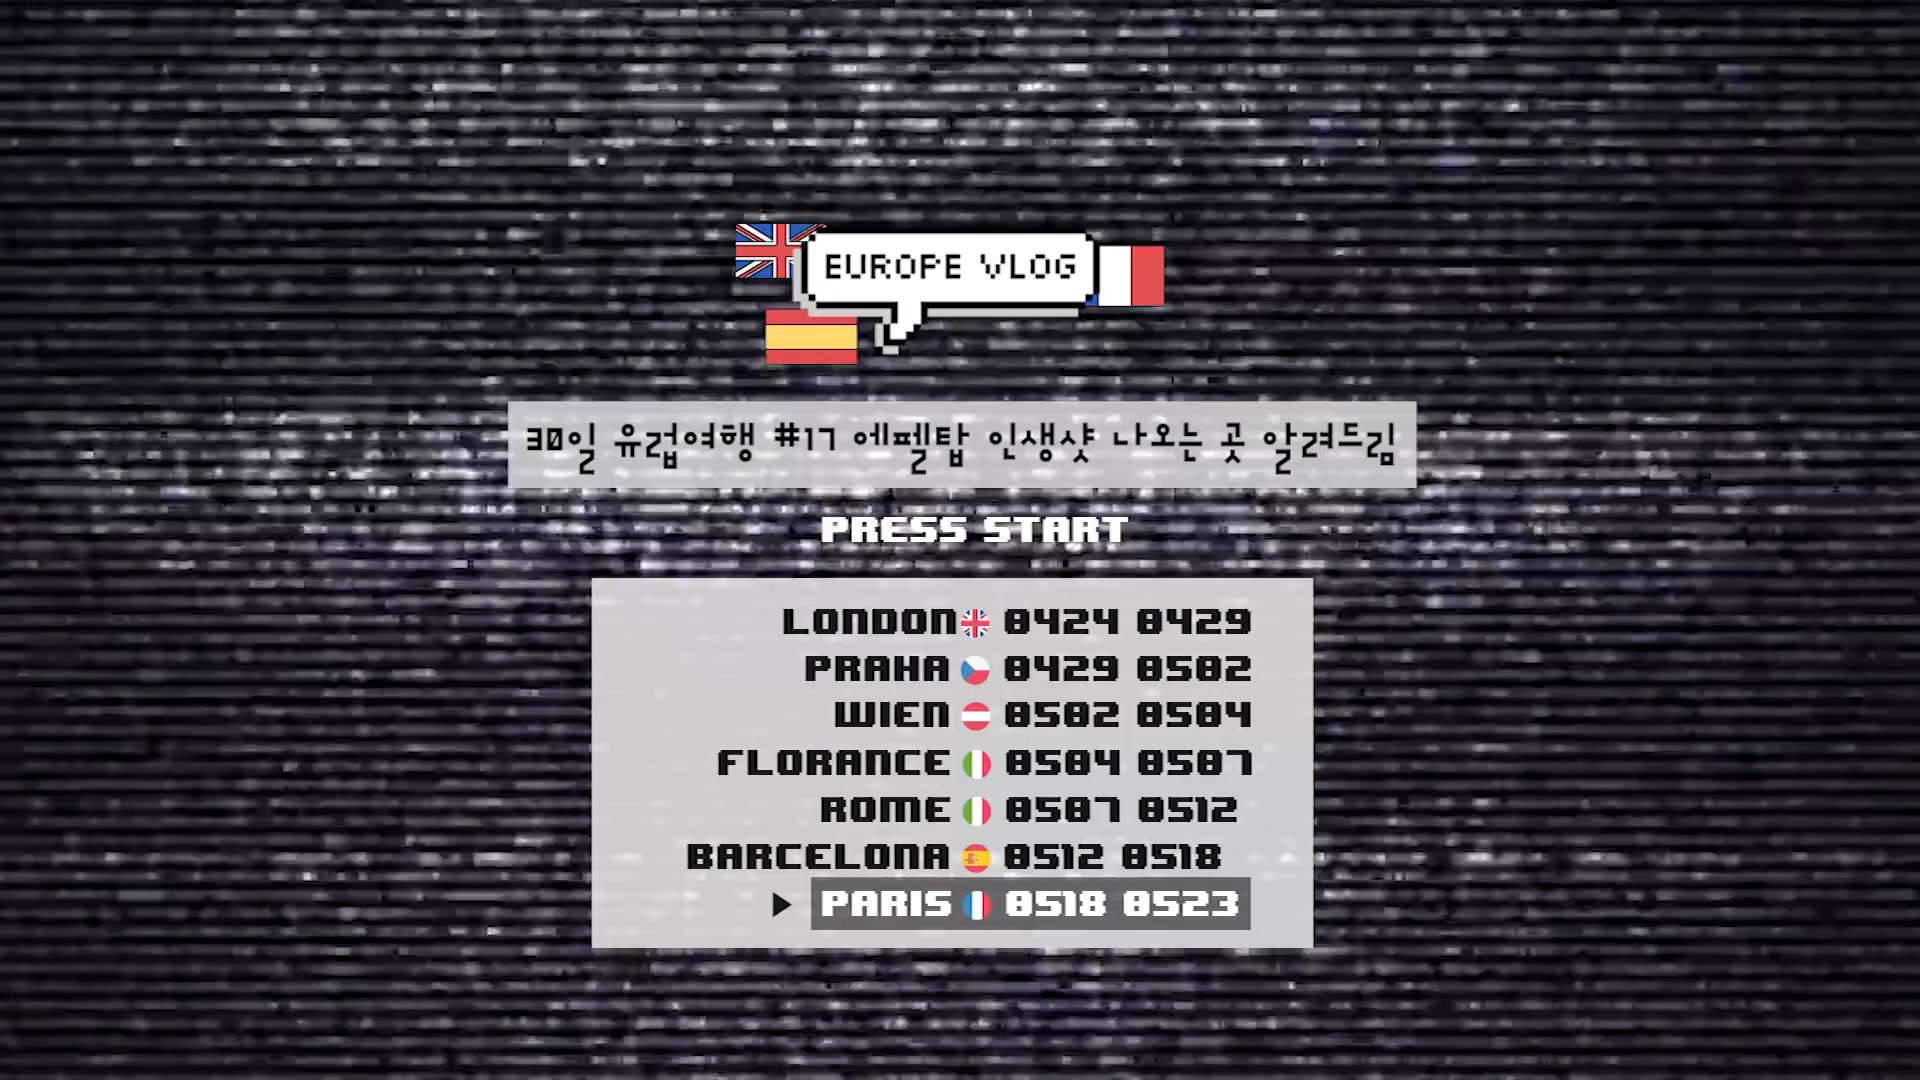 EUROPE VLOG
30일 유럽여행 #17 에펠탑 인생샷 나오는 곳 알려드림
PRESS START
LONDON 0424 0429
PRAHA 0429 0502
WIEN 0502 0504
FLORANCE 0504 0507
ROME 0507 0512
BARCELONA 0512 0518
PARIS 0518 0523